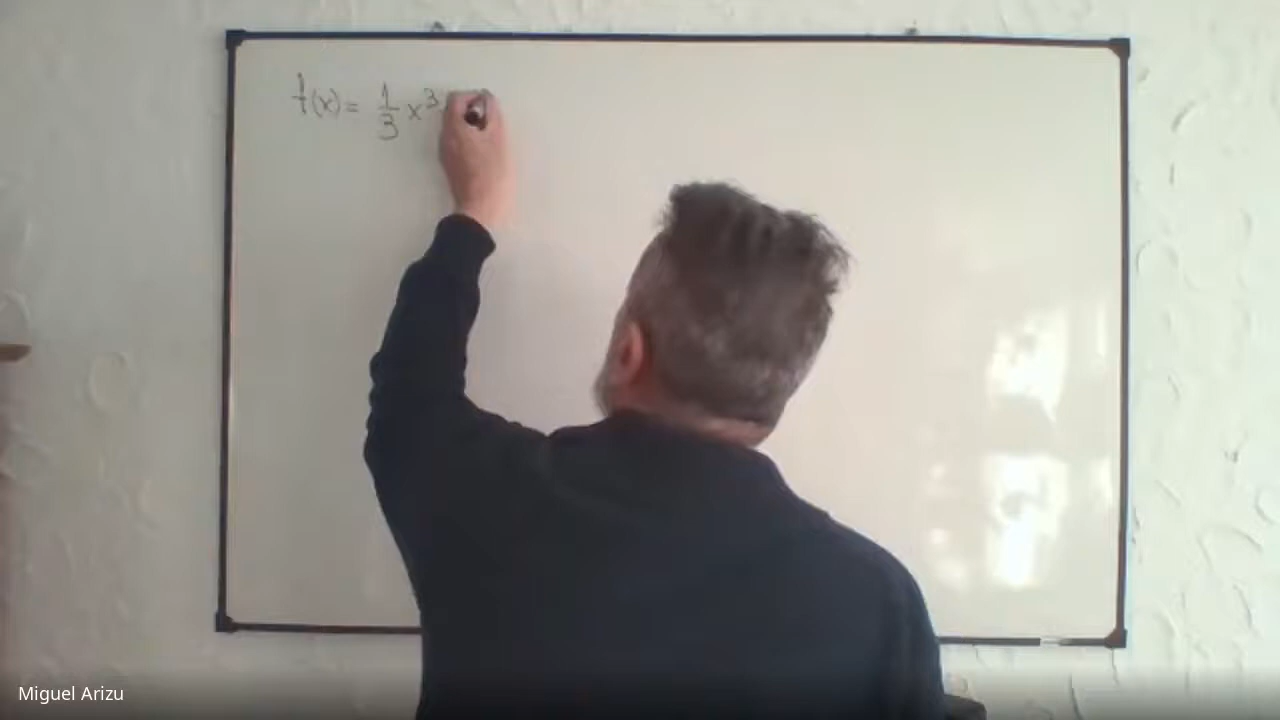 f(x) = 1/3 x³
Miguel Arizu